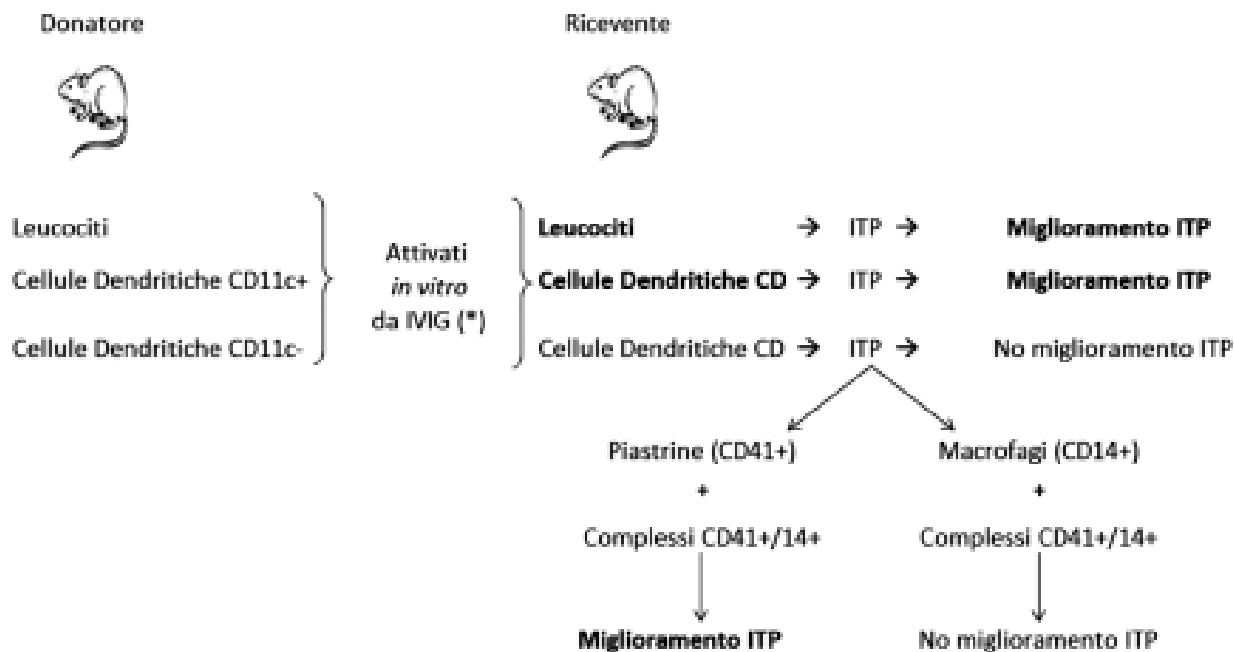 Donatore Ricevente
Leucociti Leucociti → ITP → Miglioramento ITP
Attivati
Cellule Dendritiche CD11c+ Cellule Dendritiche CD → ITP → Miglioramento ITP
in vitro
da IVIG (*)
Cellule Dendritiche CD11c- Cellule Dendritiche CD → ITP → No miglioramento ITP
Piastrine (CD41+) Macrofagi (CD14+)
+ +
Complessi CD41+/14+ Complessi CD41+/14+
Miglioramento ITP No miglioramento ITP